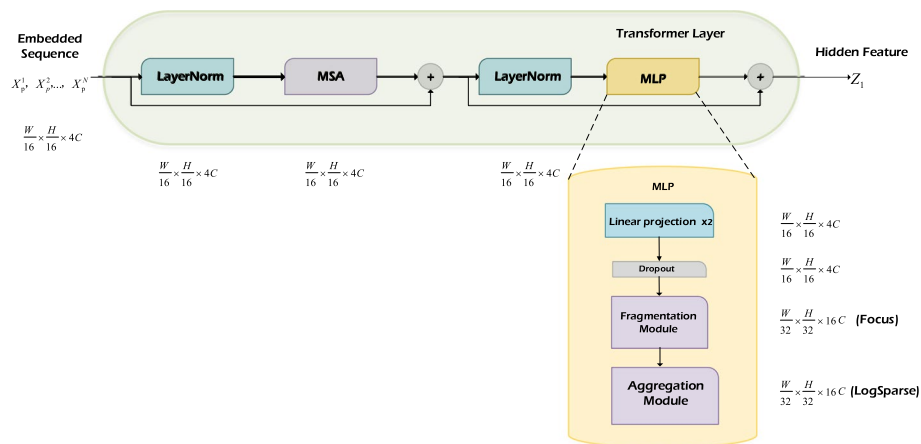 Transformer Layer
Embedded
Sequence
Hidden Feature
X_p^1, X_p^2,..., X_p^N
LayerNorm
MSA
+
LayerNorm
MLP
+
Z_1
W/16 × H/16 × 4C
W/16 × H/16 × 4C
W/16 × H/16 × 4C
W/16 × H/16 × 4C
MLP
Linear projection x2
W/16 × H/16 × 4C
Dropout
W/16 × H/16 × 4C
Fragmentation
Module
W/32 × H/32 × 16C (Focus)
Aggregation
Module
W/32 × H/32 × 16C (LogSparse)